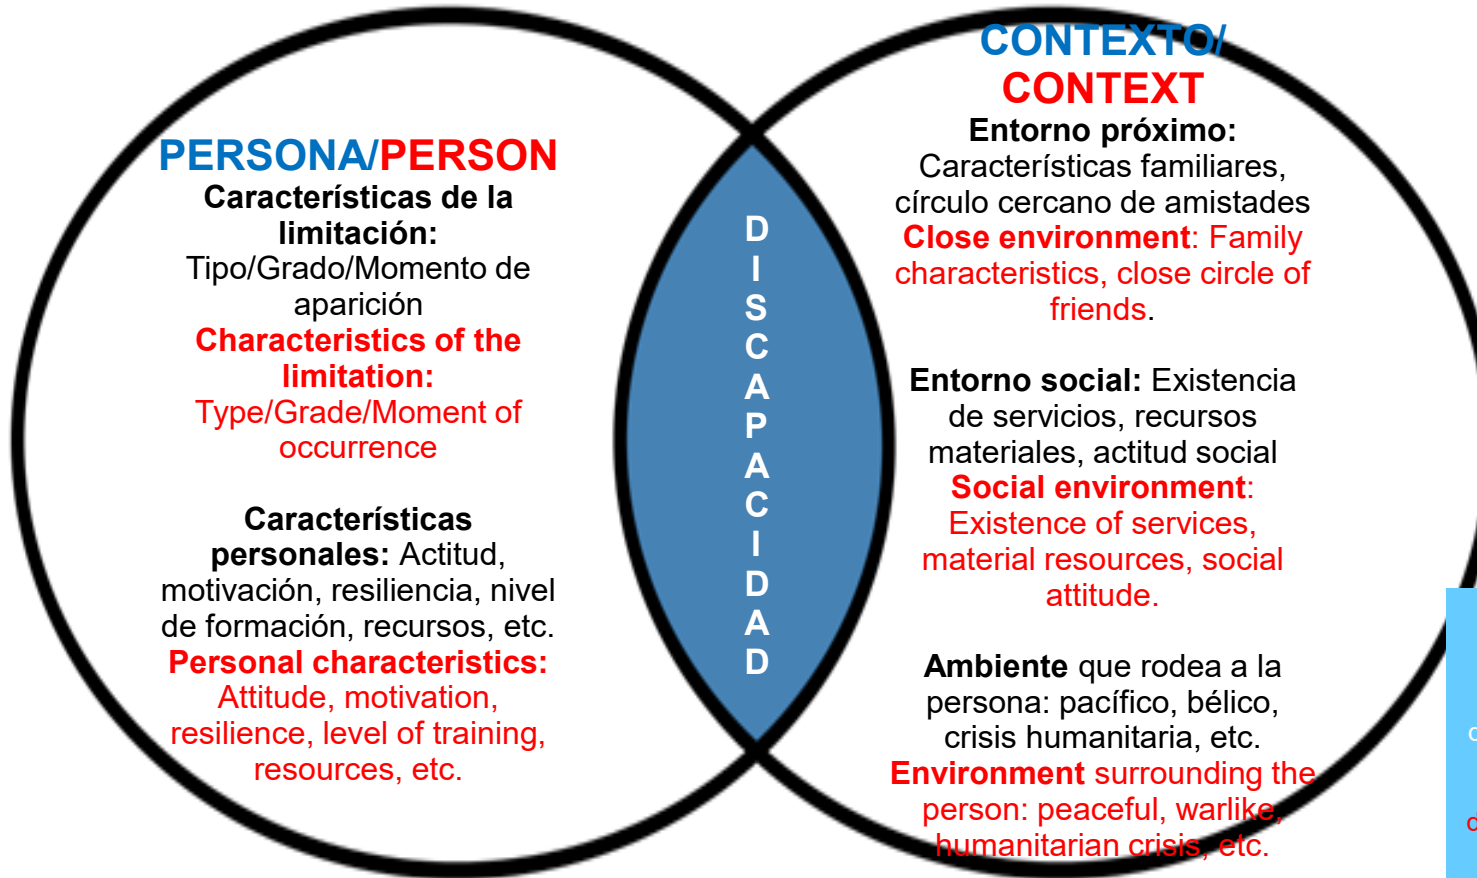 PERSONA/PERSON
Características de la
limitación:
Tipo/Grado/Momento de
aparición
Characteristics of the
limitation:
Type/Grade/Moment of
occurrence
Características
personales: Actitud,
motivación, resiliencia, nivel
de formación, recursos, etc.
Personal characteristics:
Attitude, motivation,
resilience, level of training,
resources, etc.
D
I
S
C
A
P
A
C
I
D
A
D
CONTEXTO/
CONTEXT
Entorno próximo:
Características familiares,
círculo cercano de amistades
Close environment: Family
characteristics, close circle of
friends.
Entorno social: Existencia
de servicios, recursos
materiales, actitud social
Social environment:
Existence of services,
material resources, social
attitude.
Ambiente que rodea a la
persona: pacífico, bélico,
crisis humanitaria, etc.
Environment surrounding the
person: peaceful, warlike,
humanitarian crisis, etc.